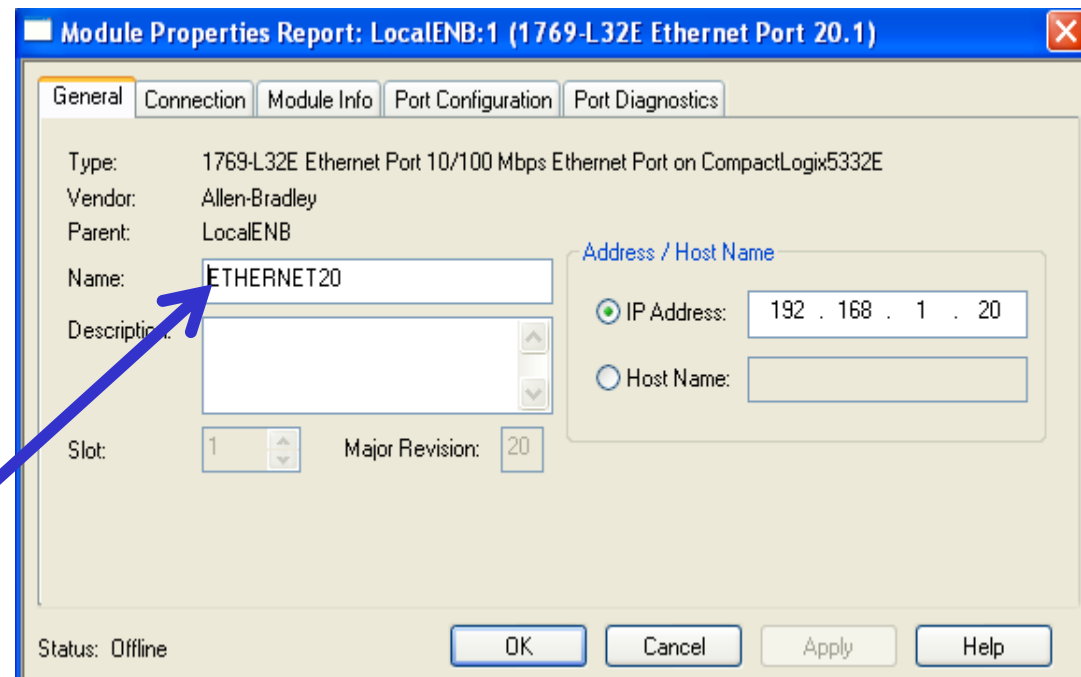 Module Properties Report: LocalENB:1 (1769-L32E Ethernet Port 20.1)
General Connection Module Info Port Configuration Port Diagnostics
Type: 1769-L32E Ethernet Port 10/100 Mbps Ethernet Port on CompactLogix5332E
Vendor: Allen-Bradley
Parent: LocalENB
Address / Host Name
Name: ETHERNET20
IP Address: 192 . 168 . 1 . 20
Description:
Host Name:
Slot: 1 Major Revision: 20
Status: Offline OK Cancel Apply Help